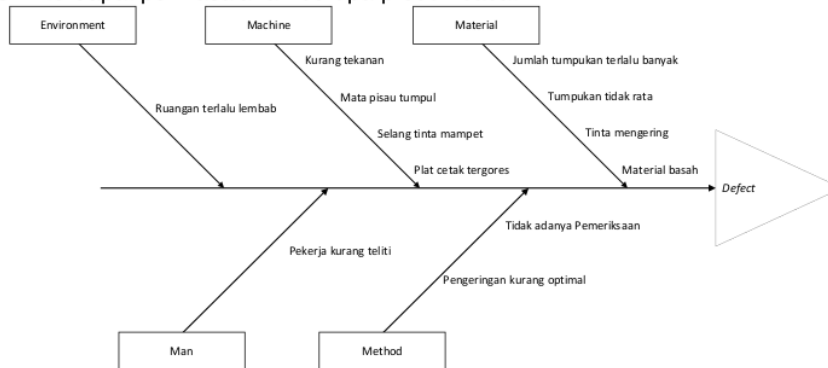 Environment
Machine
Material
Kurang tekanan
Mata pisau tumpul
Selang tinta mampet
Plat cetak tergores
Jumlah tumpukan terlalu banyak
Tumpukan tidak rata
Tinta mengering
Material basah
Ruangan terlalu lembab
Defect
Pekerja kurang teliti
Tidak adanya Pemeriksaan
Pengeringan kurang optimal
Man
Method